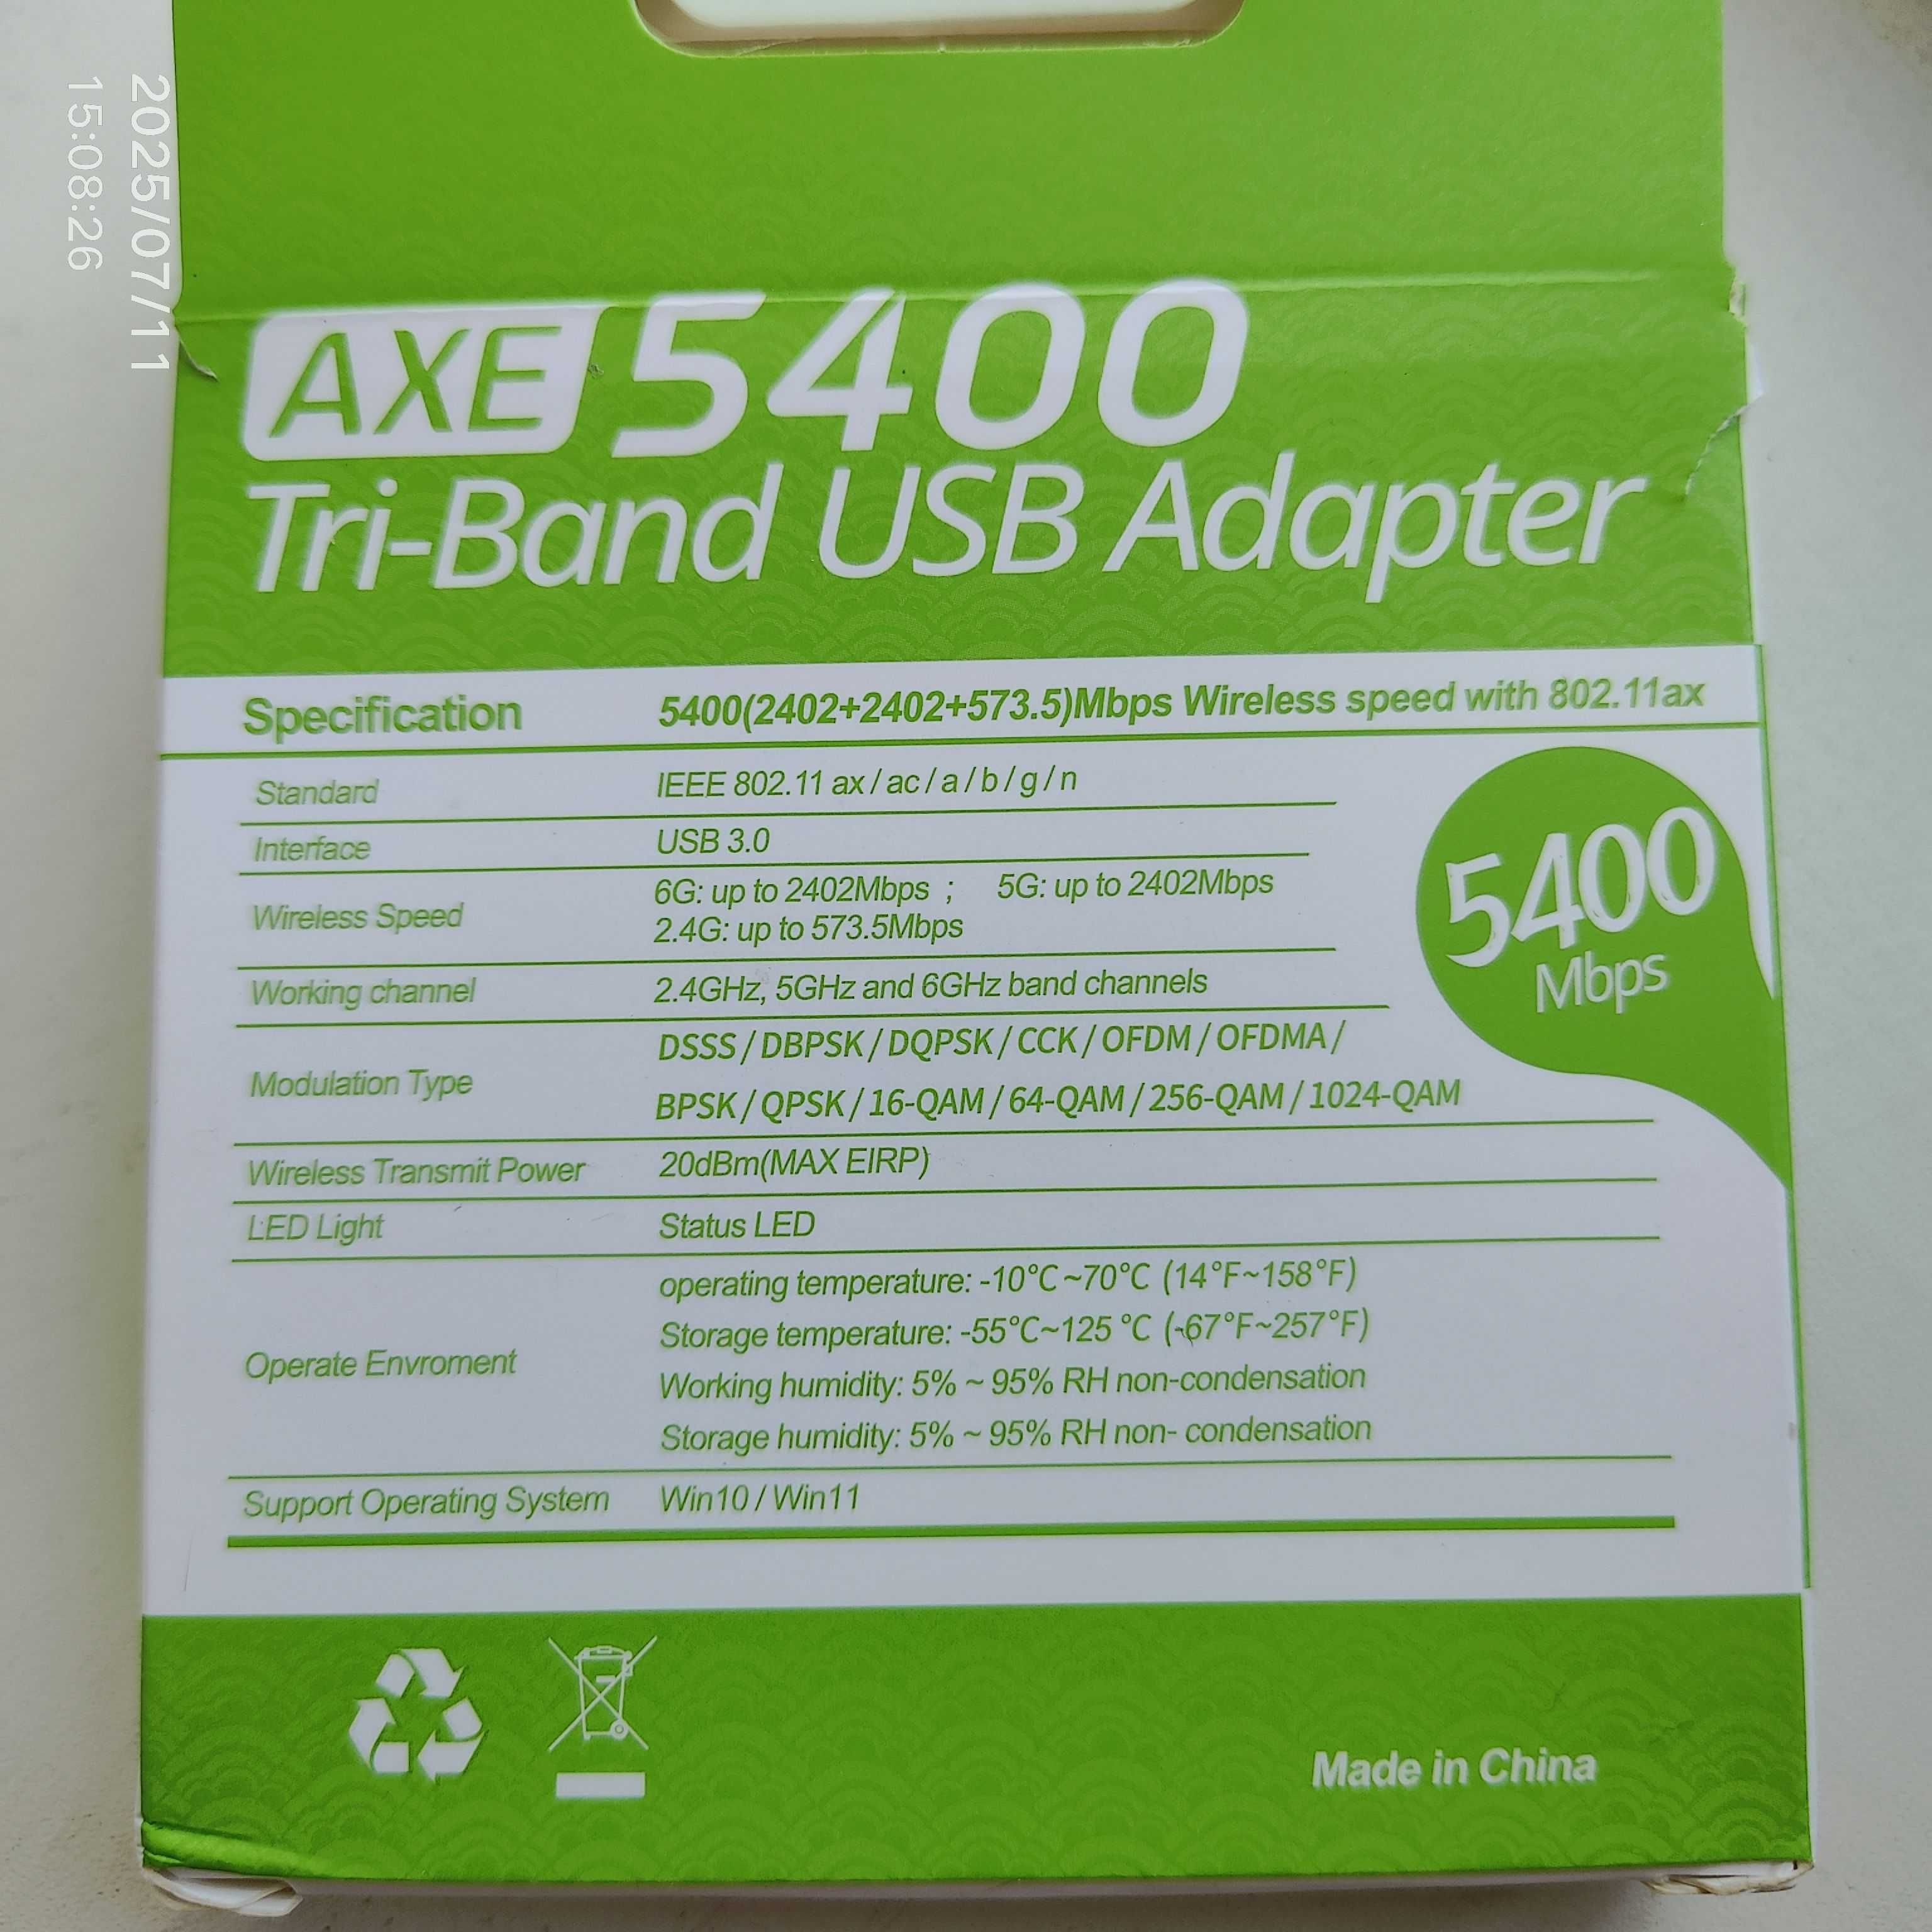 2025/07/11
15:08:26
AXE 5400
Tri-Band USB Adapter
Specification 5400(2402+2402+573.5)Mbps Wireless speed with 802.11ax
Standard IEEE 802.11 ax/ac/a/b/g/n
Interface USB 3.0
Wireless Speed 6G: up to 2402Mbps ; 5G: up to 2402Mbps
2.4G: up to 573.5Mbps
Working channel 2.4GHz, 5GHz and 6GHz band channels
Modulation Type DSSS/DBPSK/DQPSK/CCK/OFDM/OFDMA/
BPSK/QPSK/16-QAM/64-QAM/256-QAM/1024-QAM
Wireless Transmit Power 20dBm(MAX EIRP)
LED Light Status LED
Operate Envroment operating temperature: -10°C~70°C (14°F~158°F)
Storage temperature: -55°C~125 °C (-67°F~257°F)
Working humidity: 5% ~ 95% RH non-condensation
Storage humidity: 5% ~ 95% RH non- condensation
Support Operating System Win10/Win11
5400
Mbps
Made in China